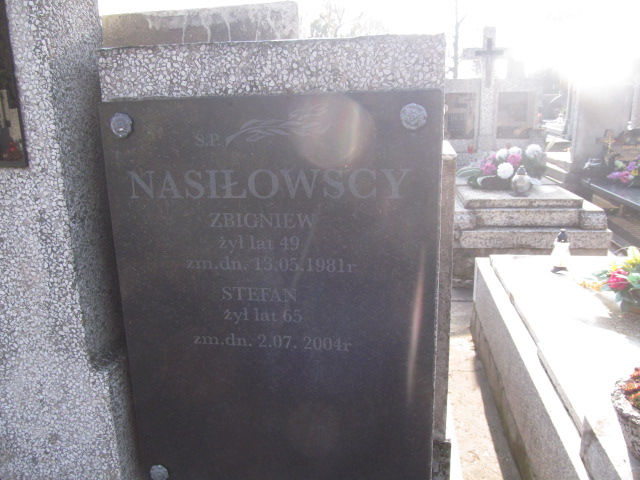 Ś.P.
NASIŁOWSCY
ZBIGNIEW
żył lat 49
zm.dn. 13.05.1981r
STEFAN
żył lat 65
zm.dn. 2.07. 2004r